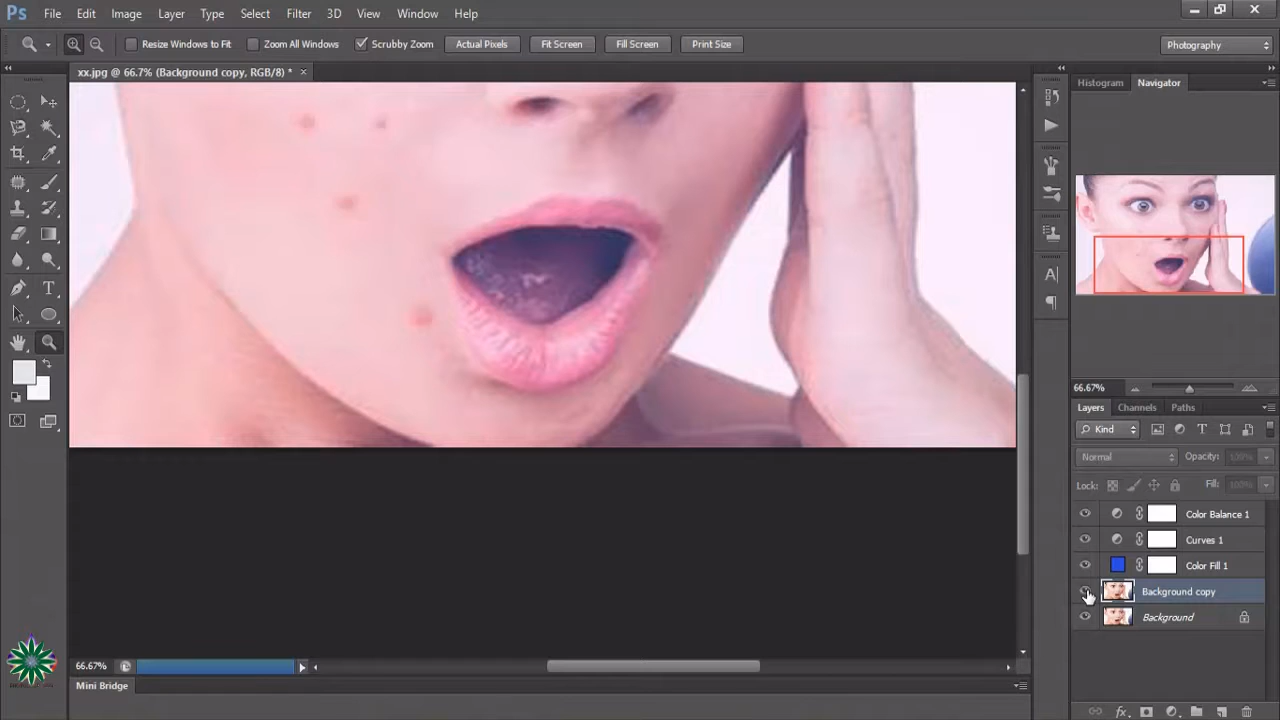 Ps File Edit Image Layer Type Select Filter 3D View Window Help
Resize Windows to Fit Zoom All Windows Scrubby Zoom Actual Pixels Fit Screen Fill Screen Print Size Photography
xx.jpg @ 66.7% (Background copy, RGB/8) * ×
Histogram Navigator
66.67%
Layers Channels Paths
Kind
Normal Opacity: 100%
Lock: Fill: 100%
Color Balance 1
Curves 1
Color Fill 1
Background copy
Background
66.67%
Mini Bridge